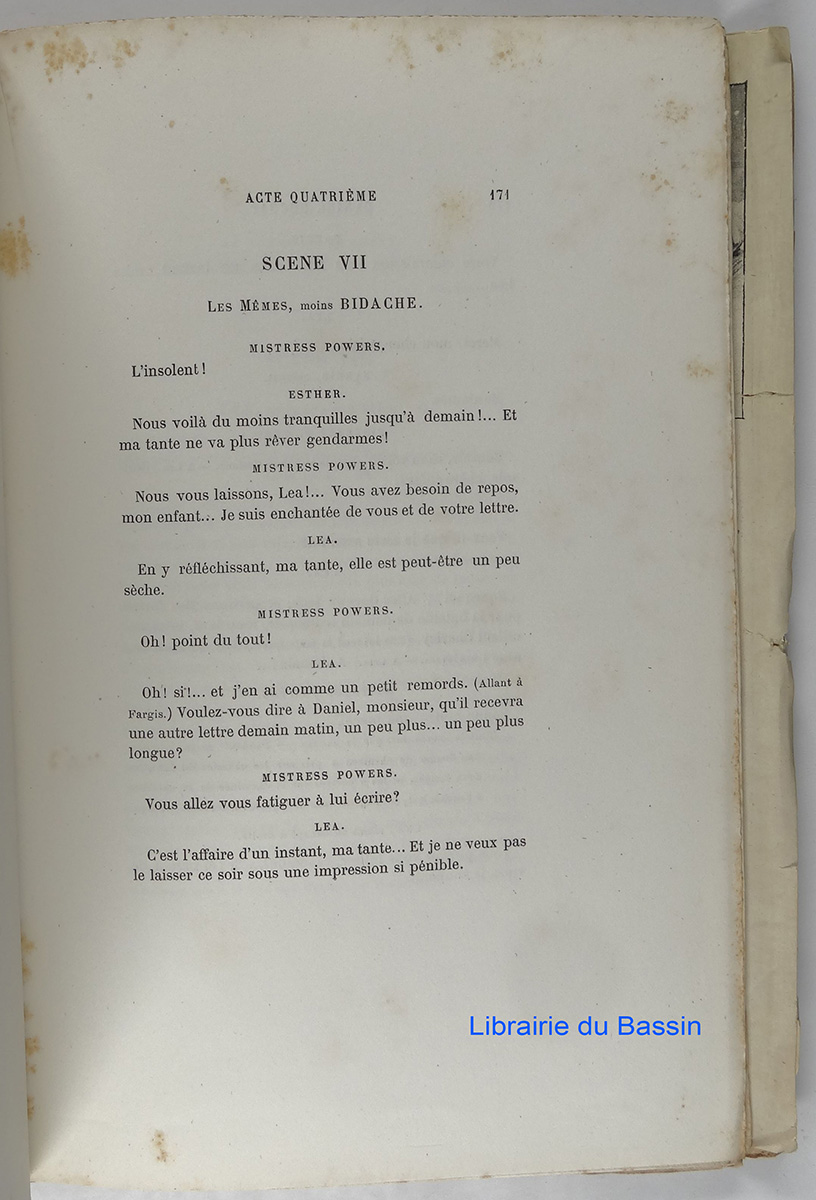 ACTE QUATRIÈME 171
SCENE VII
LES MÊMES, moins BIDACHE.
MISTRESS POWERS.
L'insolent!
ESTHER.
Nous voilà du moins tranquilles jusqu'à demain!... Et
ma tante ne va plus rêver gendarmes!
MISTRESS POWERS.
Nous vous laissons, Lea!... Vous avez besoin de repos,
mon enfant... Je suis enchantée de vous et de votre lettre.
LEA.
En y réfléchissant, ma tante, elle est peut-être un peu
sèche.
MISTRESS POWERS.
Oh! point du tout!
LEA.
Oh! si!... et j'en ai comme un petit remords. (Allant à
Fargis.) Voulez-vous dire à Daniel, monsieur, qu'il recevra
une autre lettre demain matin, un peu plus... un peu plus
longue?
MISTRESS POWERS.
Vous allez vous fatiguer à lui écrire?
LEA.
C'est l'affaire d'un instant, ma tante... Et je ne veux pas
le laisser ce soir sous une impression si pénible.
Librairie du Bassin